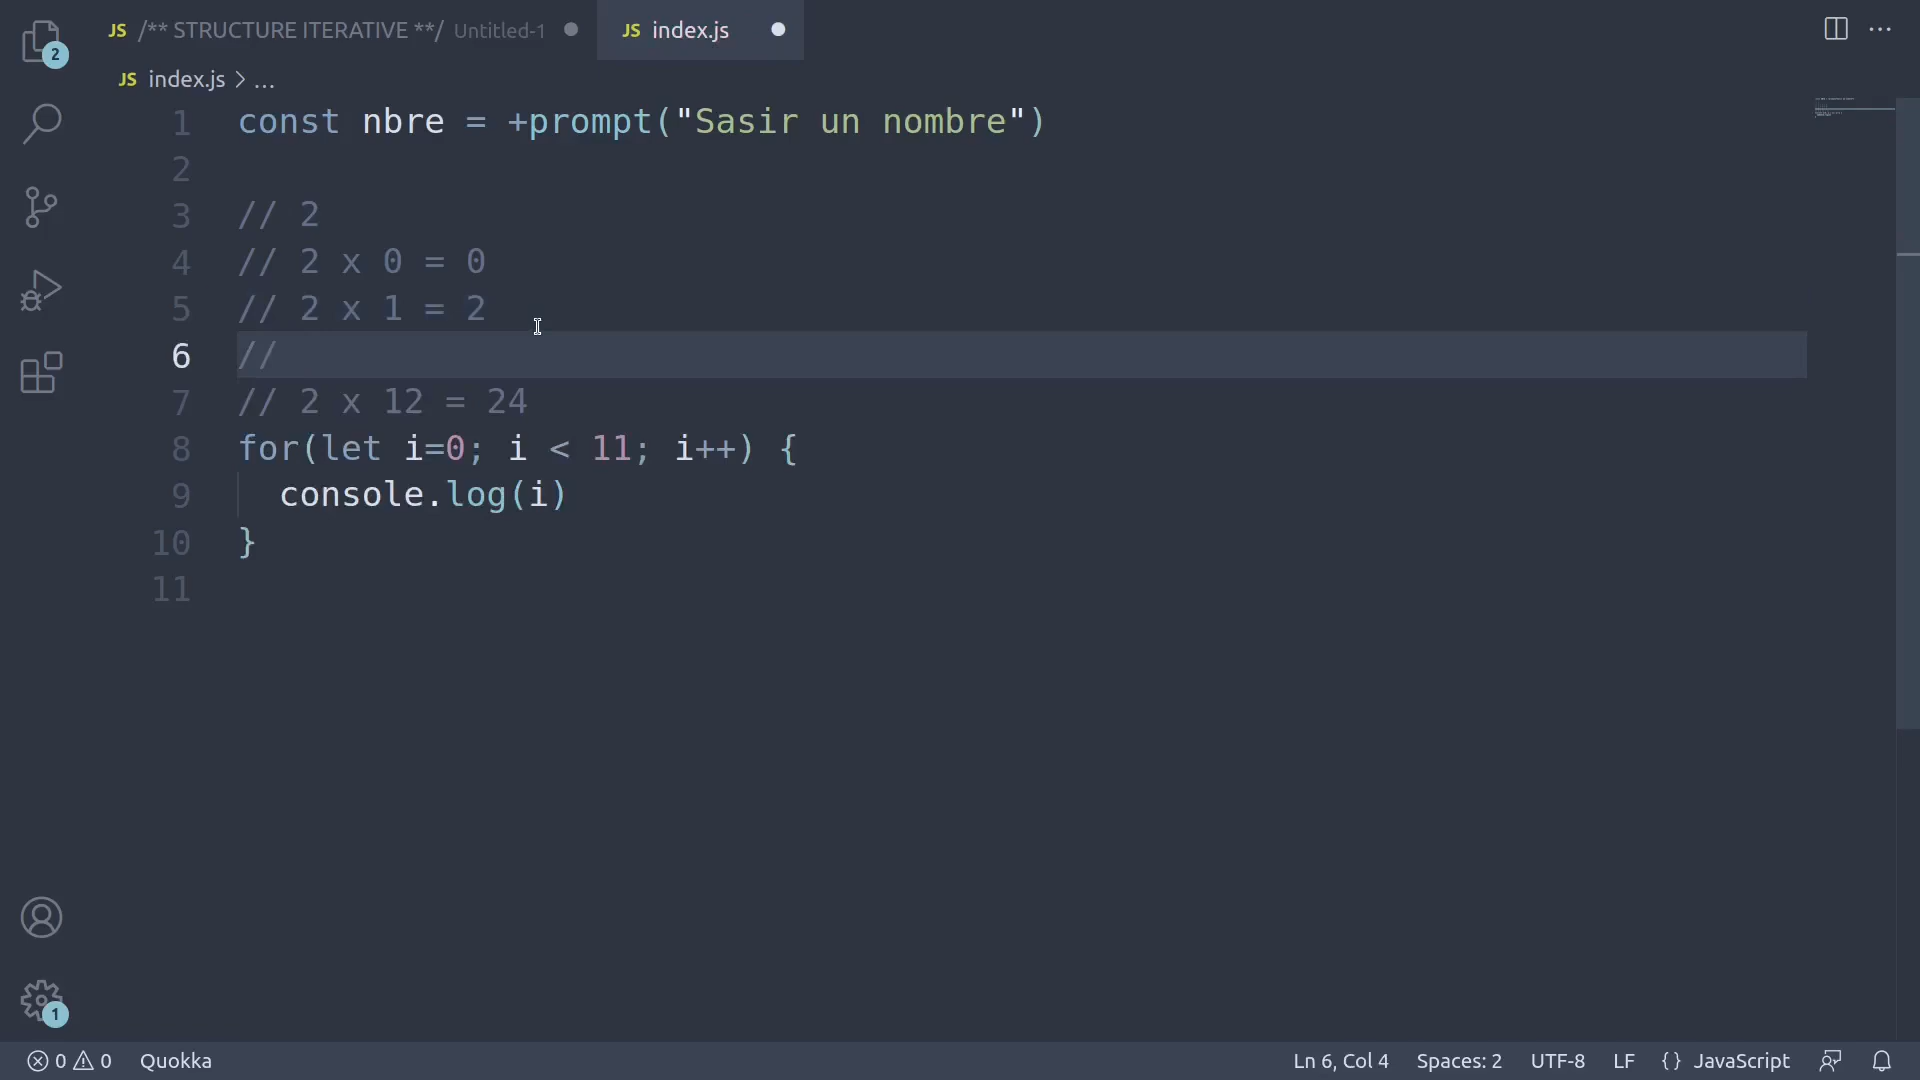 2
JS /** STRUCTURE ITERATIVE **/ Untitled-1 JS index.js
JS index.js > ...
1 const nbre = +prompt("Sasir un nombre")
2
3 // 2
4 // 2 x 0 = 0
5 // 2 x 1 = 2
6 //
7 // 2 x 12 = 24
8 for(let i=0; i < 11; i++) {
9 console.log(i)
10 }
11
1
0 0 Quokka Ln 6, Col 4 Spaces: 2 UTF-8 LF {} JavaScript